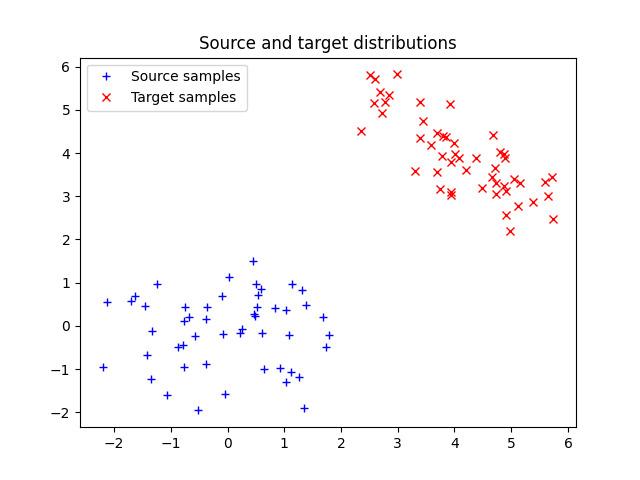 Source and target distributions
Source samples
Target samples
6
5
4
3
2
1
0
−1
−2
−2 −1 0 1 2 3 4 5 6